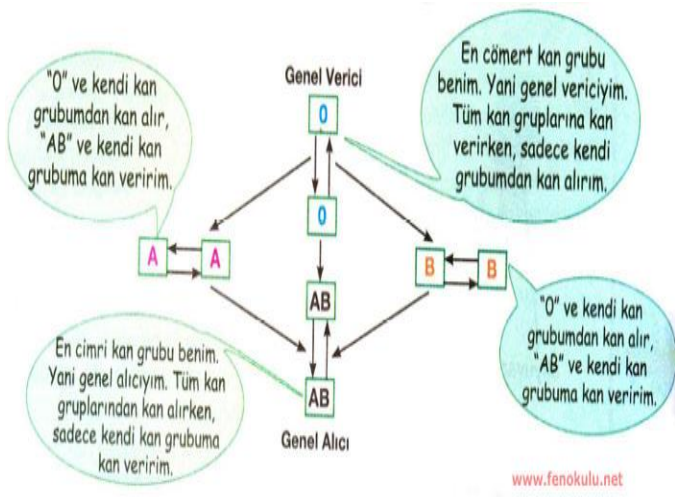 "0" ve kendi kan
grubumdan kan alır,
"AB" ve kendi kan
grubuma kan veririm.
Genel Verici
En cömert kan grubu
benim. Yani genel vericiyim.
Tüm kan gruplarına kan
verirken, sadece kendi
grubumdan kan alırım.
0
0
A
A
B
B
AB
AB
Genel Alıcı
En cimri kan grubu benim.
Yani genel alıcıyım. Tüm kan
gruplarından kan alırken,
sadece kendi kan grubuma
kan veririm.
"0" ve kendi kan
grubumdan kan alır,
"AB" ve kendi kan
grubuma kan veririm.
www.fenokulu.net